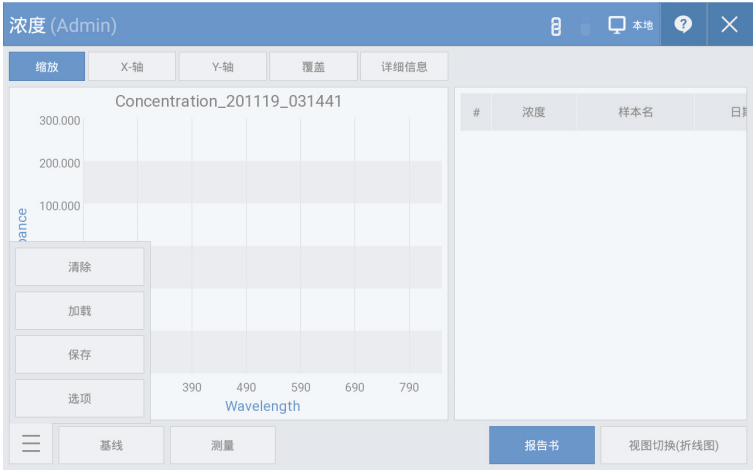 浓度 (Admin)
本地
缩放
X-轴
Y-轴
覆盖
详细信息
Concentration_201119_031441
300.000
200.000
100.000
清除
加载
保存
选项
390 490 590 690 790
Wavelength
# 浓度 样本名
基线
测量
报告书
视图切换(折线图)